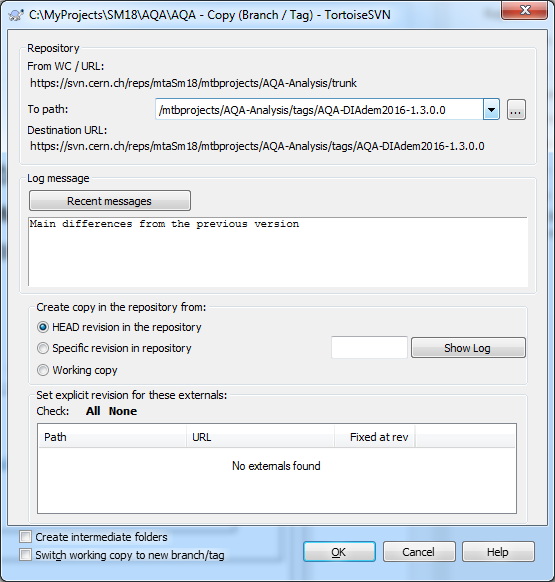 C:\MyProjects\SM18\AQA\AQA - Copy (Branch / Tag) - TortoiseSVN
Repository
From WC / URL:
https://svn.cern.ch/reps/mtaSm18/mtbprojects/AQA-Analysis/trunk
To path: /mtbprojects/AQA-Analysis/tags/AQA-DIAdem2016-1.3.0.0 ...
Destination URL:
https://svn.cern.ch/reps/mtaSm18/mtbprojects/AQA-Analysis/tags/AQA-DIAdem2016-1.3.0.0
Log message
Recent messages
Main differences from the previous version
Create copy in the repository from:
HEAD revision in the repository
Specific revision in repository Show Log
Working copy
Set explicit revision for these externals:
Check: All None
Path URL Fixed at rev
No externals found
Create intermediate folders
Switch working copy to new branch/tag OK Cancel Help